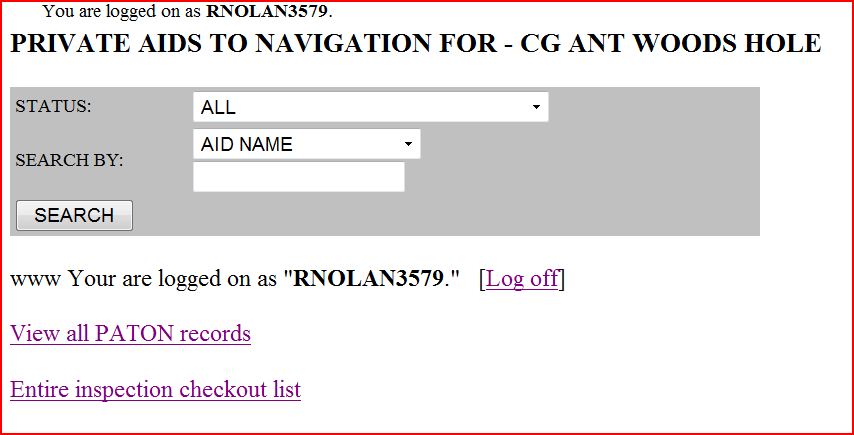 You are logged on as RNOLAN3579.
PRIVATE AIDS TO NAVIGATION FOR - CG ANT WOODS HOLE
STATUS: ALL
AID NAME
SEARCH BY:
SEARCH
www Your are logged on as "RNOLAN3579." [Log off]
View all PATON records
Entire inspection checkout list